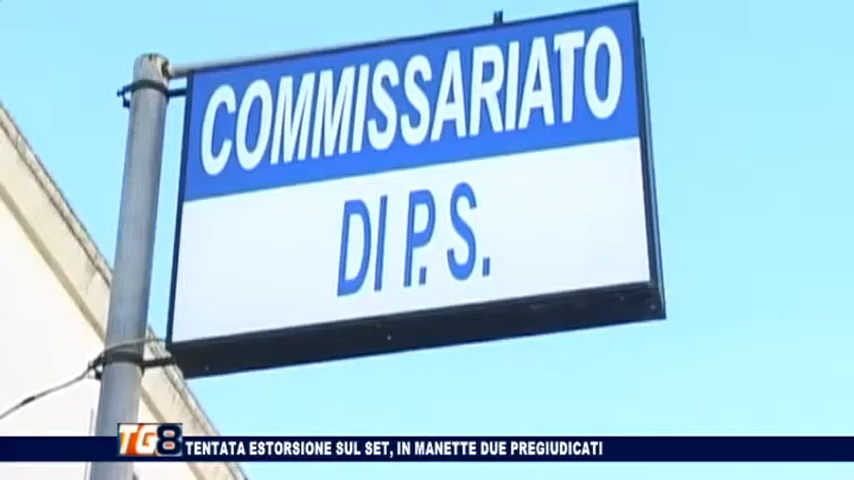 COMMISSARIATO
DI P.S.
TG8 TENTATA ESTORSIONE SUL SET, IN MANETTE DUE PREGIUDICATI